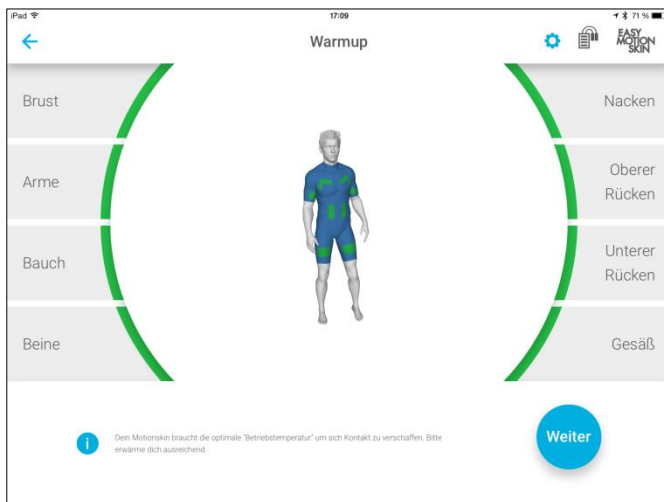 iPad 17:09 71 %
Warmup
EASY
MOTION
SKIN
Brust
Nacken
Arme
Oberer
Rücken
Bauch
Unterer
Rücken
Beine
Gesäß
Dein Motionskin braucht die optimale "Betriebstemperatur" um sich Kontakt zu verschaffen. Bitte
erwärme dich ausreichend.
Weiter